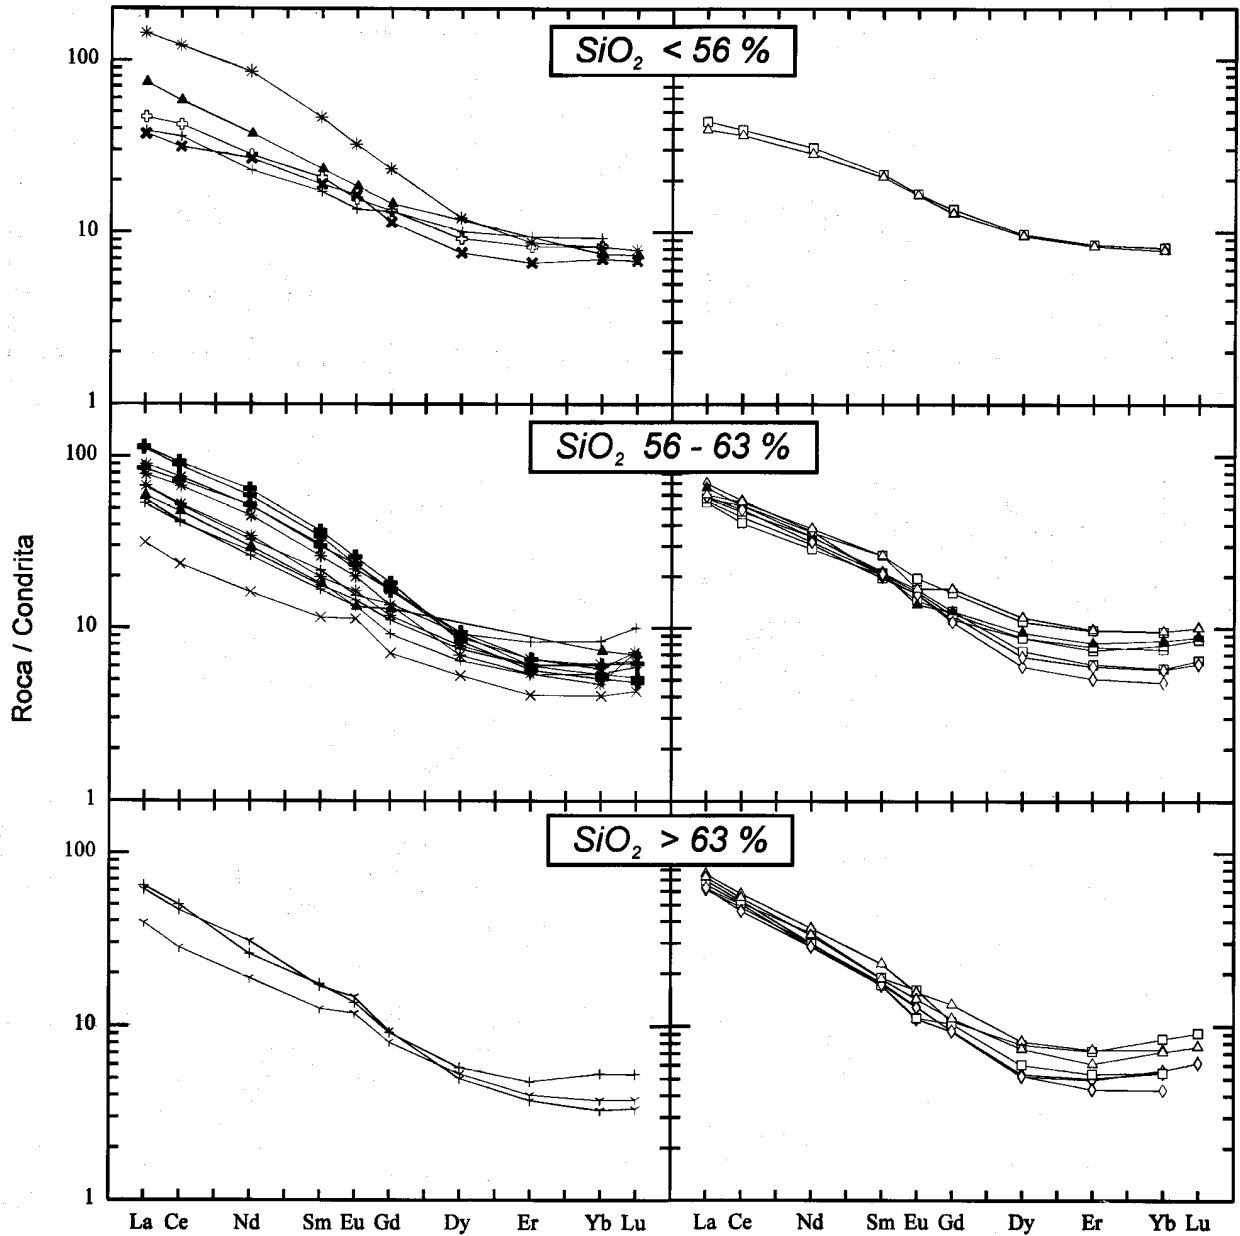 SiO₂ < 56 %
100
10
1
SiO₂ 56 - 63 %
100
10
1
SiO₂ > 63 %
100
10
1
Roca / Condrita
La Ce Nd Sm Eu Gd Dy Er Yb Lu
La Ce Nd Sm Eu Gd Dy Er Yb Lu